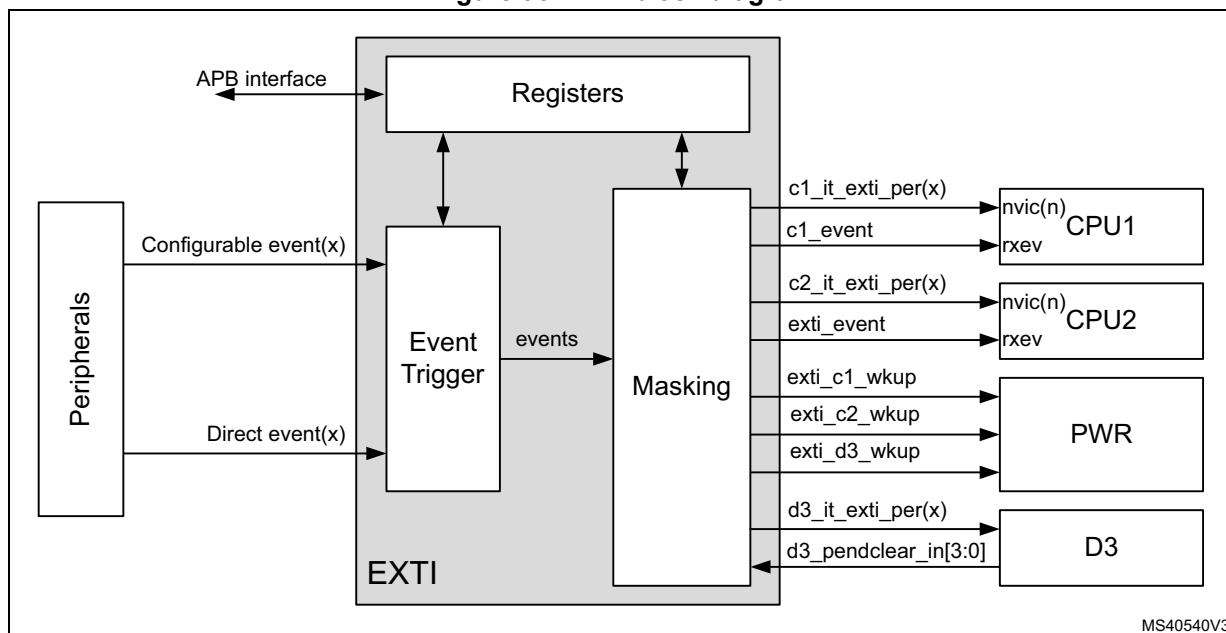 APB interface
Registers
Peripherals
Configurable event(x)
Direct event(x)
Event
Trigger
events
Masking
EXTI
c1_it_exti_per(x)
c1_event
nvic(n)
CPU1
rxev
c2_it_exti_per(x)
exti_event
nvic(n)
CPU2
rxev
exti_c1_wkup
exti_c2_wkup
exti_d3_wkup
PWR
d3_it_exti_per(x)
d3_pendclear_in[3:0]
D3
MS40540V3